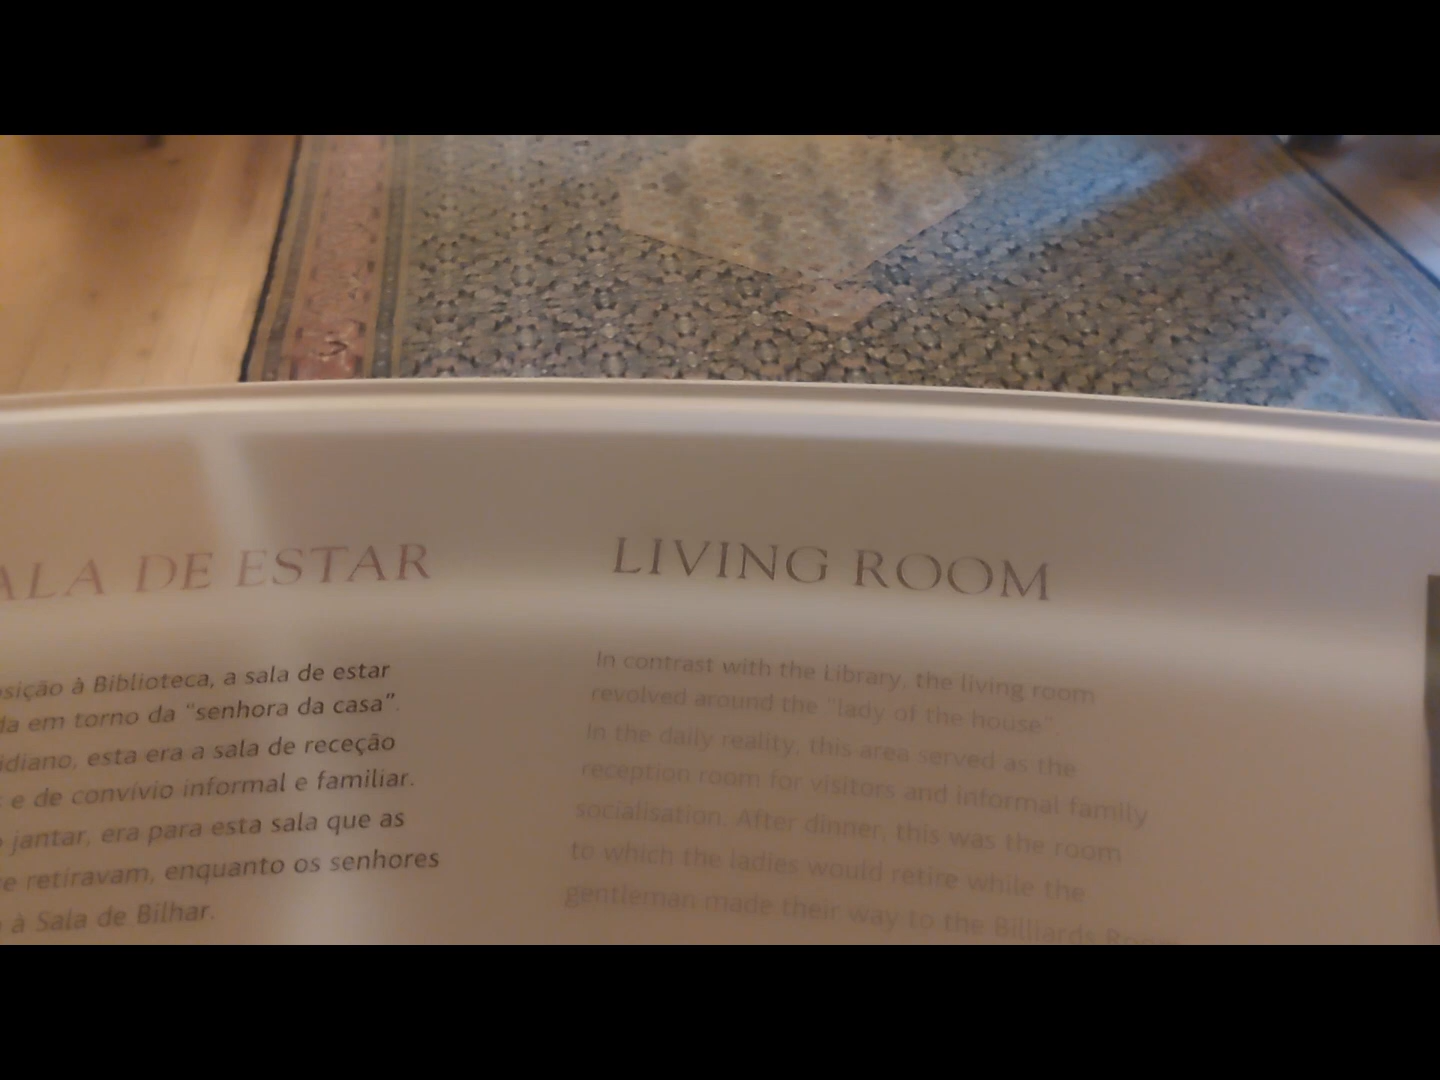 ALA DE ESTAR
sição à Biblioteca, a sala de estar
da em torno da "senhora da casa".
idiano, esta era a sala de receção
e de convívio informal e familiar.
jantar, era para esta sala que as
e retiravam, enquanto os senhores
à Sala de Bilhar.
LIVING ROOM
In contrast with the Library, the living room
revolved around the "lady of the house".
In the daily reality, this area served as the
reception room for visitors and informal family
socialisation. After dinner, this was the room
to which the ladies would retire while the
gentleman made their way to the Billiards Room.